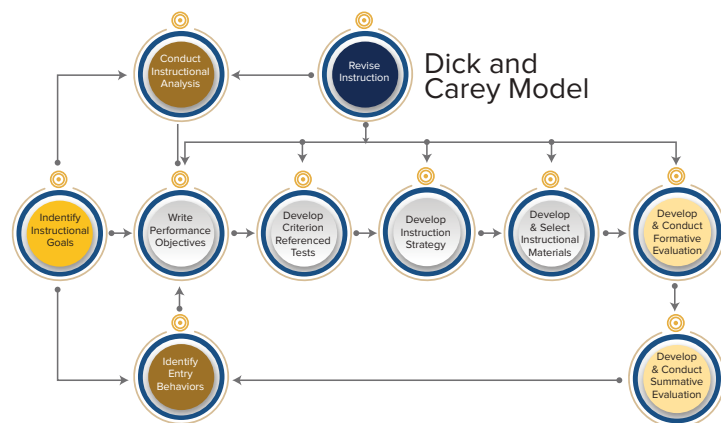 Conduct
Instructional
Analysis
Revise
Instruction
Dick and
Carey Model
Indentify
Instructional
Goals
Write
Performance
Objectives
Develop
Criterion
Referenced
Tests
Develop
Instruction
Strategy
Develop
& Select
Instructional
Materials
Develop
& Conduct
Formative
Evaluation
Identify
Entry
Behaviors
Develop
& Conduct
Summative
Evaluation